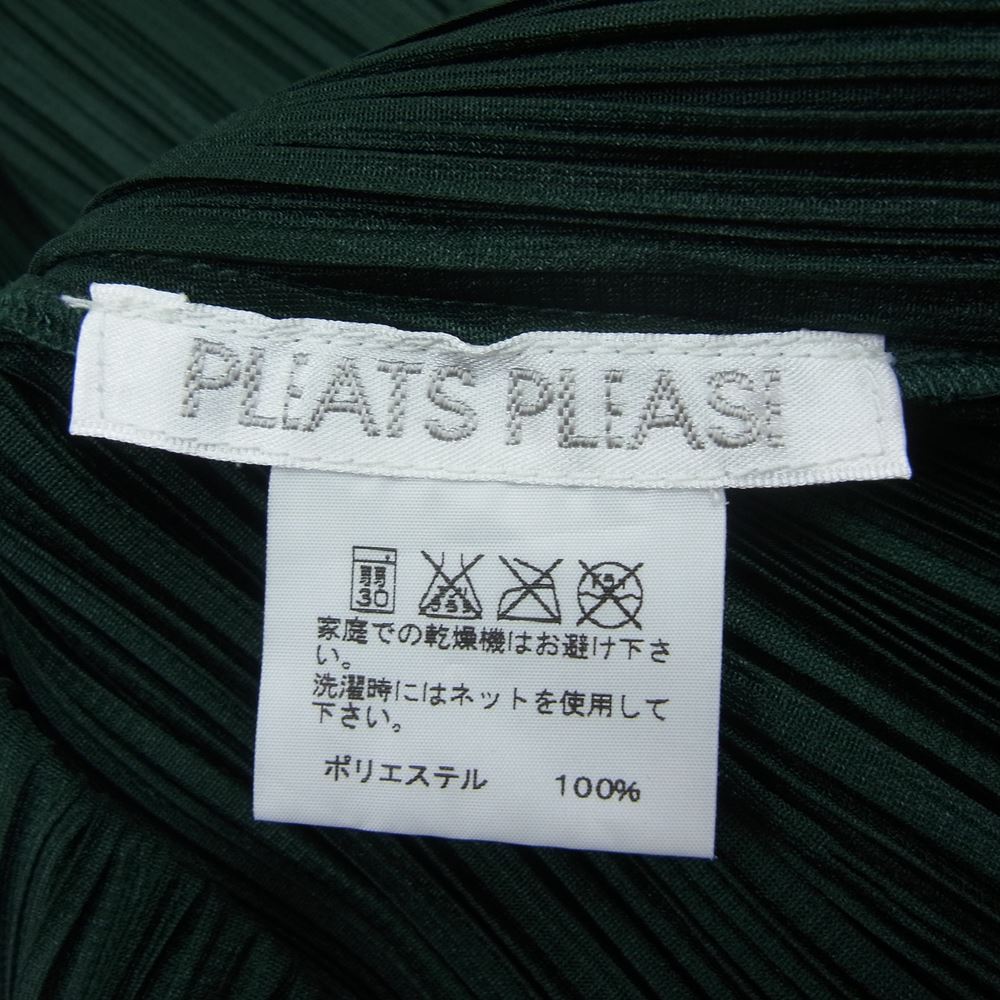 PLEATS PLEASE
弱
30
家庭での乾燥機はお避け下さ
い。
洗濯時にはネットを使用して
下さい。
ポリエステル 100%